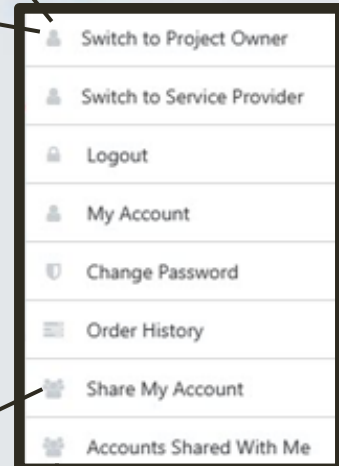 Switch to Project Owner
Switch to Service Provider
Logout
My Account
Change Password
Order History
Share My Account
Accounts Shared With Me